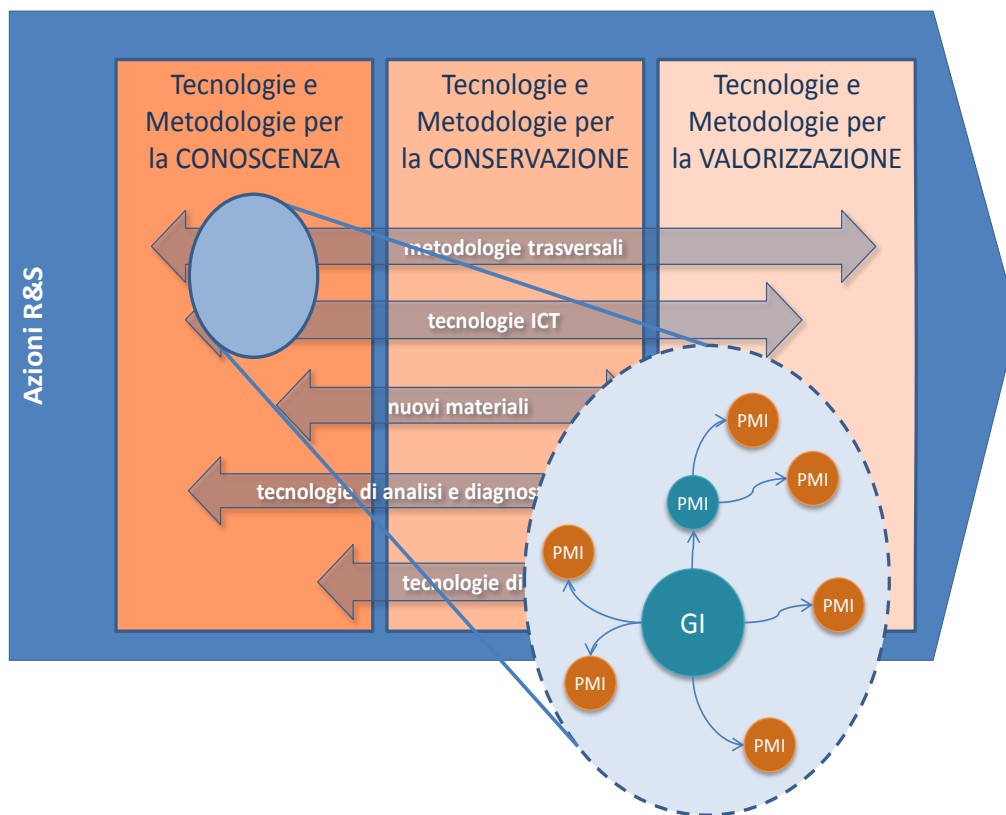 Azioni R&S
Tecnologie e
Metodologie per
la CONOSCENZA
Tecnologie e
Metodologie per
la CONSERVAZIONE
Tecnologie e
Metodologie per
la VALORIZZAZIONE
metodologie trasversali
tecnologie ICT
nuovi materiali
tecnologie di analisi e
tecnologie di
PMI
PMI
PMI
PMI
GI
PMI
PMI
PMI